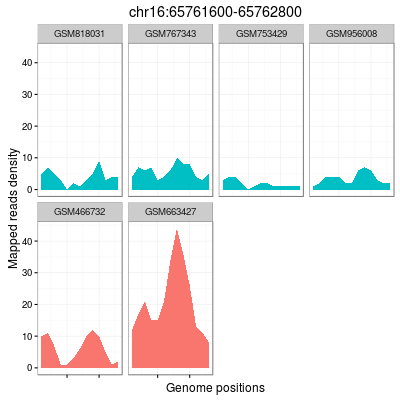 chr16:65761600-65762800
GSM818031 GSM767343 GSM753429 GSM956008
40
30
20
10
0
Mapped reads density
GSM466732 GSM663427
40
30
20
10
0
Genome positions